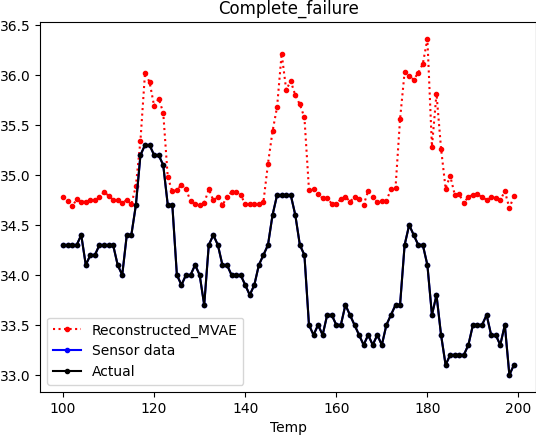 Complete_failure
36.5
36.0
35.5
35.0
34.5
34.0
33.5
33.0
Reconstructed_MVAE
Sensor data
Actual
100
120
140
160
180
200
Temp